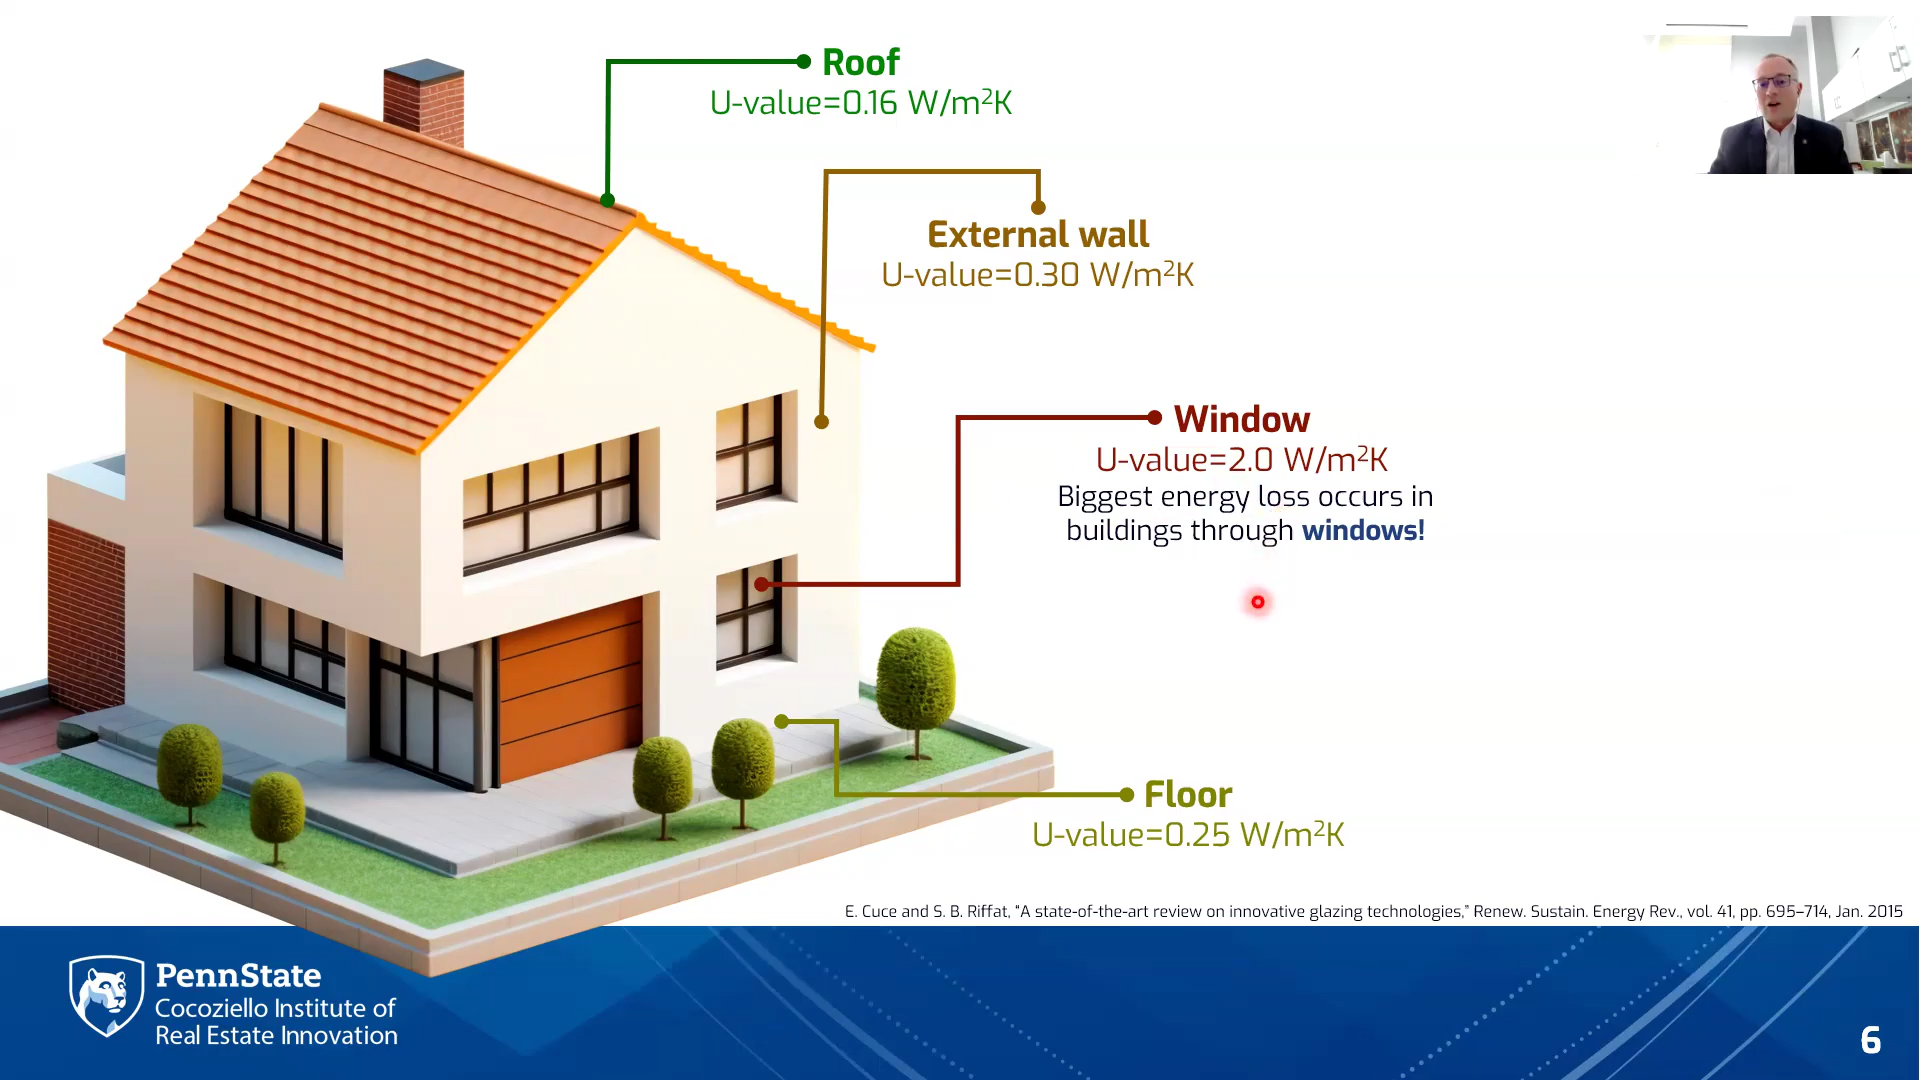 Roof
U-value=0.16 W/m²K
External wall
U-value=0.30 W/m²K
Window
U-value=2.0 W/m²K
Biggest energy loss occurs in
buildings through windows!
Floor
U-value=0.25 W/m²K
E. Cuce and S. B. Riffat, “A state-of-the-art review on innovative glazing technologies,” Renew. Sustain. Energy Rev., vol. 41, pp. 695–714, Jan. 2015
PennState
Cocoziello Institute of
Real Estate Innovation
6